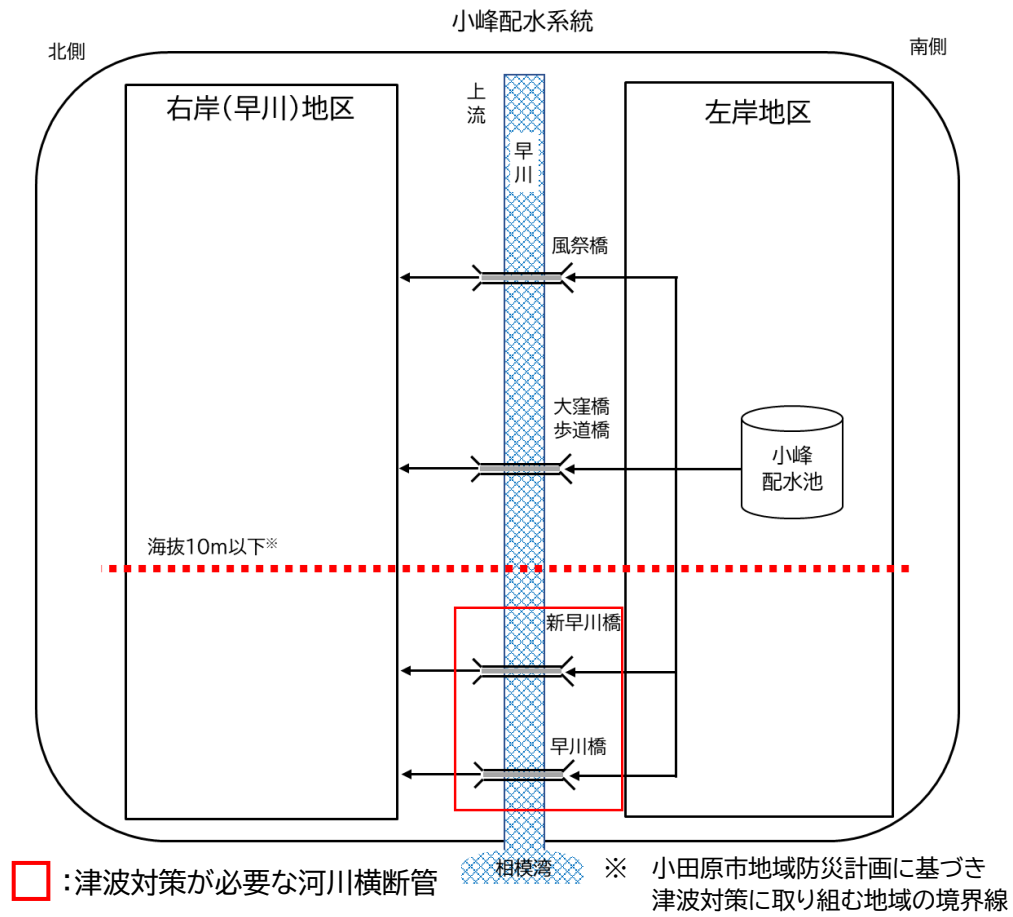 小峰配水系統
北側
南側
右岸(早川)地区
上流
早川
左岸地区
風祭橋
大窪橋
歩道橋
小峰
配水池
海抜10m以下※
新早川橋
早川橋
相模湾
：津波対策が必要な河川横断管
※ 小田原市地域防災計画に基づき
津波対策に取り組む地域の境界線